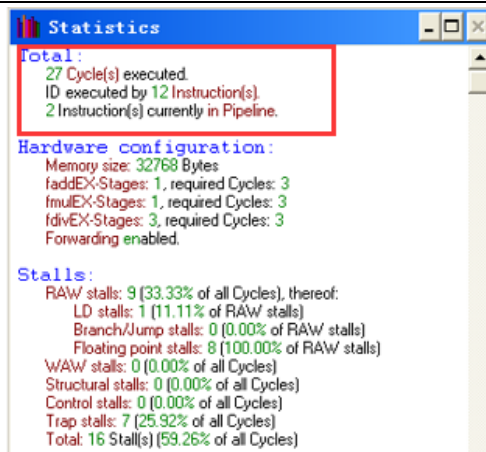 Statistics
Total:
27 Cycle(s) executed.
ID executed by 12 Instruction(s).
2 Instruction(s) currently in Pipeline.
Hardware configuration:
Memory size: 32768 Bytes
faddEX-Stages: 1, required Cycles: 3
fmulEX-Stages: 1, required Cycles: 3
fdivEX-Stages: 3, required Cycles: 3
Forwarding enabled.
Stalls:
RAW stalls: 9 (33.33% of all Cycles), thereof:
LD stalls: 1 (11.11% of RAW stalls)
Branch/Jump stalls: 0 (0.00% of RAW stalls)
Floating point stalls: 8 (100.00% of RAW stalls)
WAW stalls: 0 (0.00% of all Cycles)
Structural stalls: 0 (0.00% of all Cycles)
Control stalls: 0 (0.00% of all Cycles)
Trap stalls: 7 (25.92% of all Cycles)
Total: 16 Stall(s) (59.26% of all Cycles)